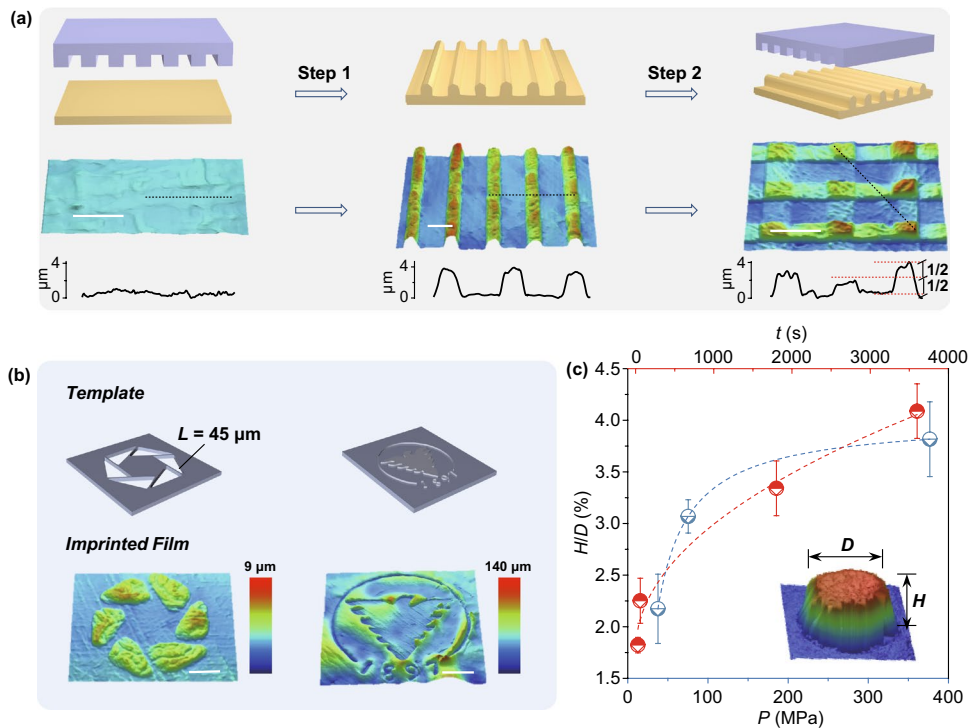 (a)
Step 1
Step 2
4
0
μm
4
0
μm
4
0
μm
1/2
1/2
(b)
Template
L = 45 μm
Imprinted Film
9 μm
140 μm
(c)
t (s)
0 1000 2000 3000 4000
4.5
4.0
3.5
3.0
2.5
2.0
1.5
H/D (%)
D
H
0 100 200 300 400
P (MPa)